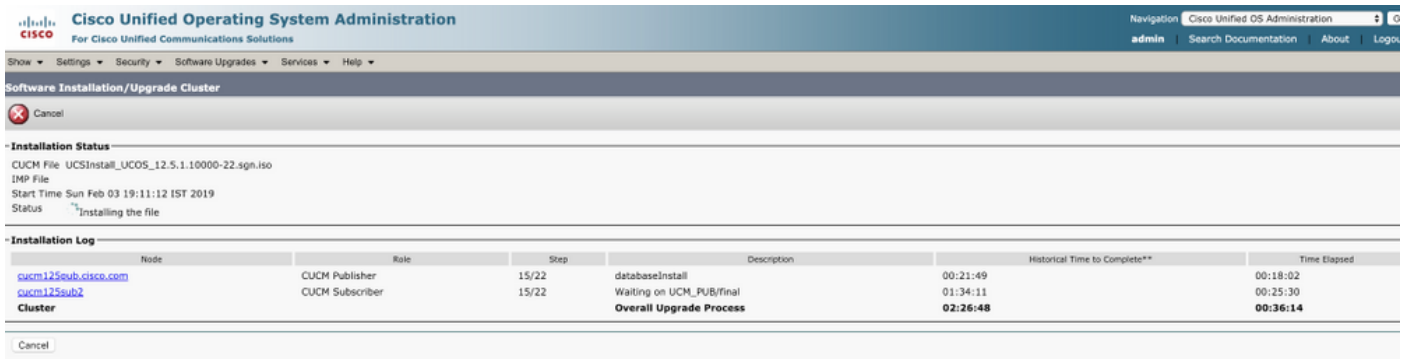 CISCO
Cisco Unified Operating System Administration
For Cisco Unified Communications Solutions
Navigation Cisco Unified OS Administration
admin Search Documentation About Logou
Show Settings Security Software Upgrades Services Help
Software Installation/Upgrade Cluster
Cancel
Installation Status
CUCM File UCSInstall_UCOS_12.5.1.10000-22.sgn.iso
IMP File
Start Time Sun Feb 03 19:11:12 IST 2019
Status Installing the file
Installation Log
Node Role Step Description Historical Time to Complete** Time Elapsed
cucm125pub.cisco.com CUCM Publisher 15/22 databaseInstall 00:21:49 00:18:02
cucm125sub2 CUCM Subscriber 15/22 Waiting on UCM_PUB/final 01:34:11 00:25:30
Cluster Overall Upgrade Process 02:26:48 00:36:14
Cancel